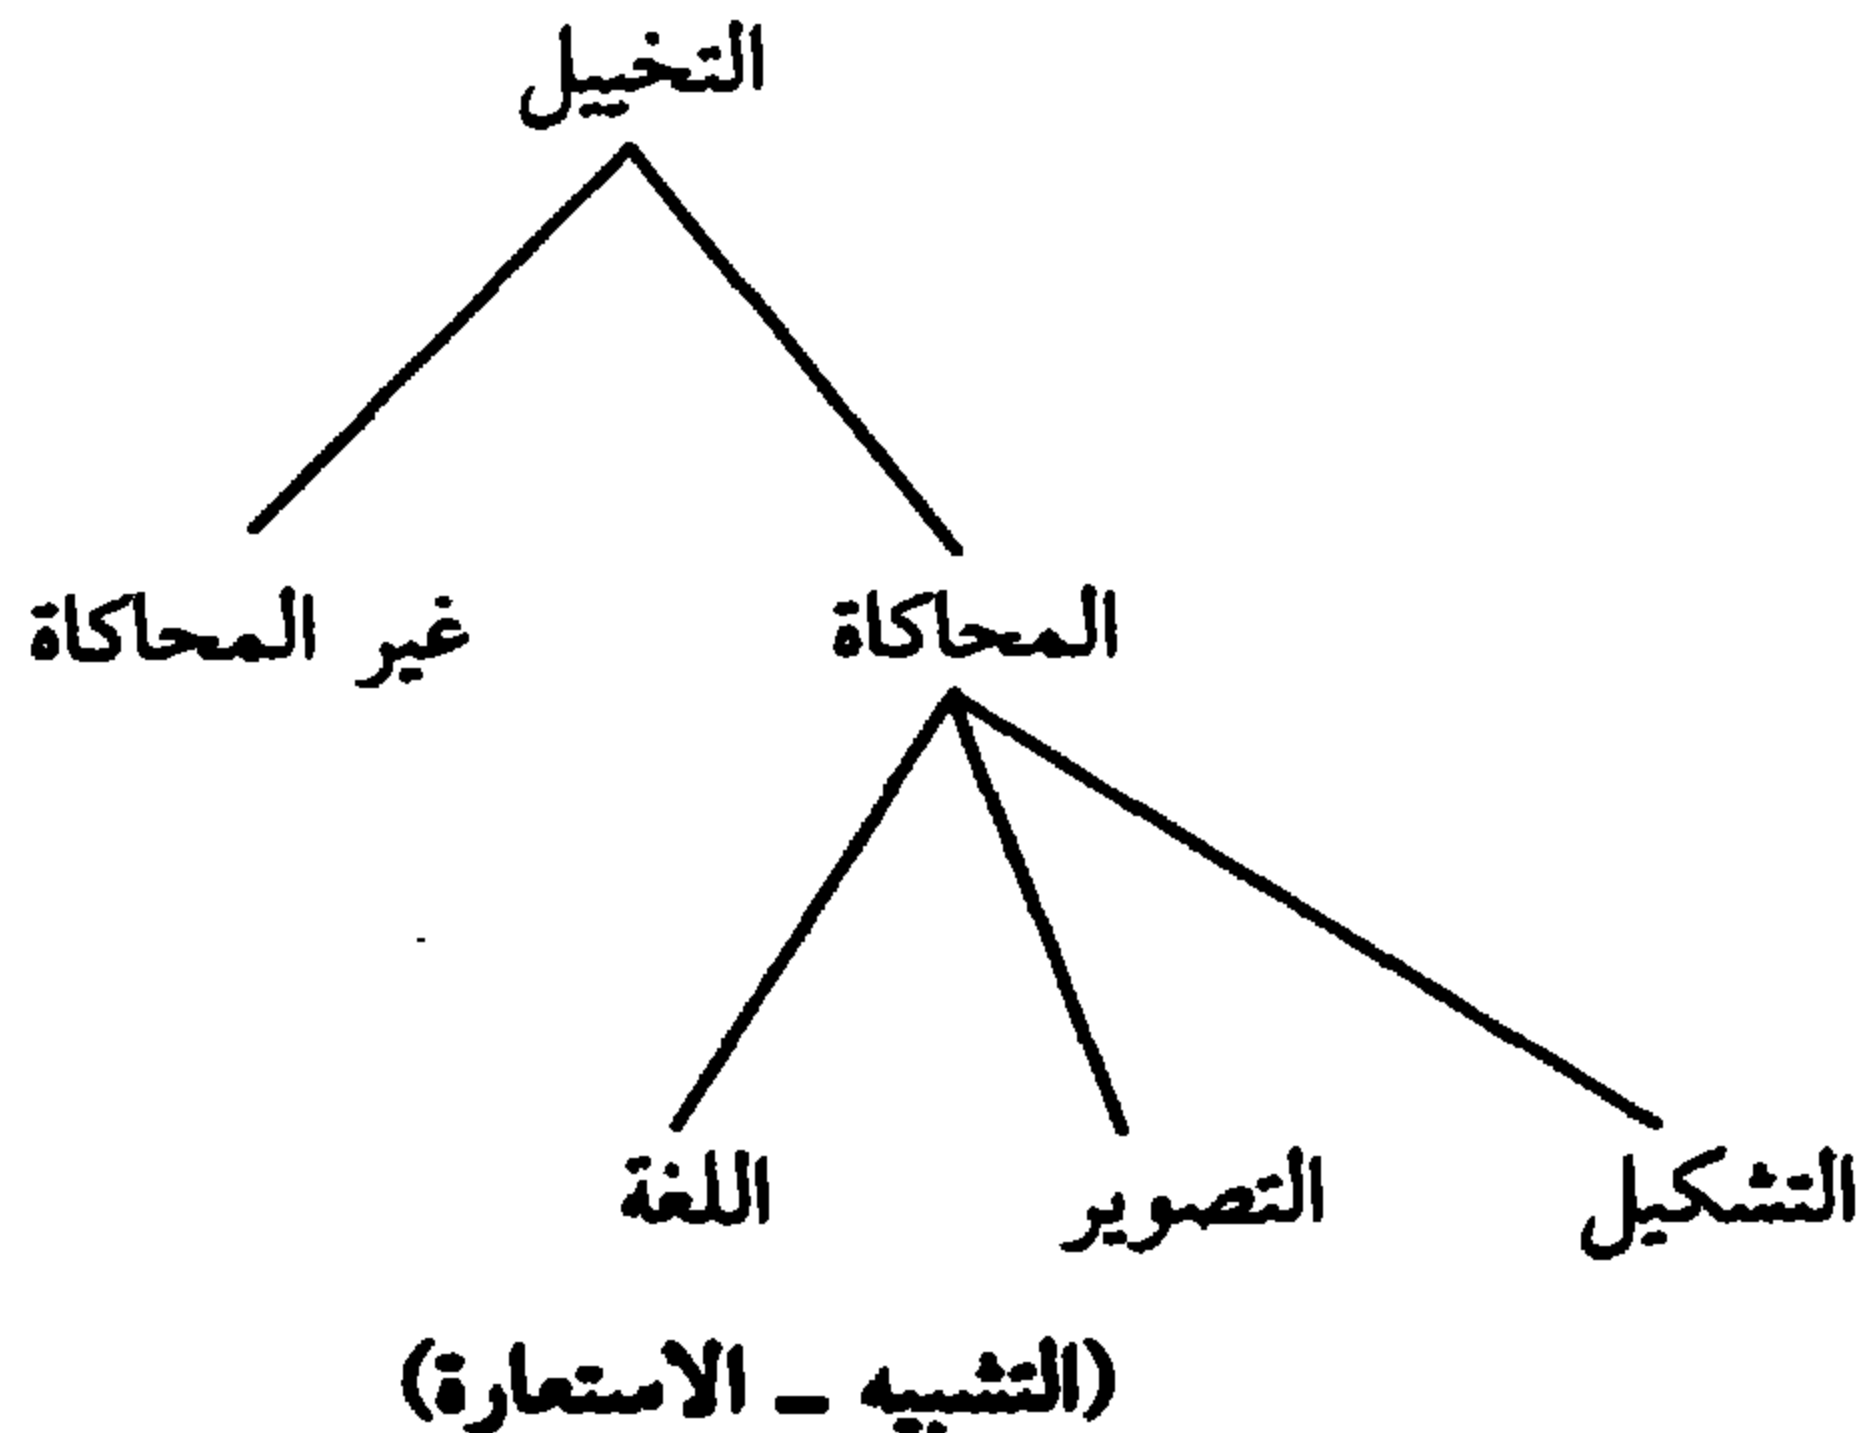 التخييل
المحاكاة غير المحاكاة
التشكيل التصوير اللغة
(التشبيه ـ الاستعارة)